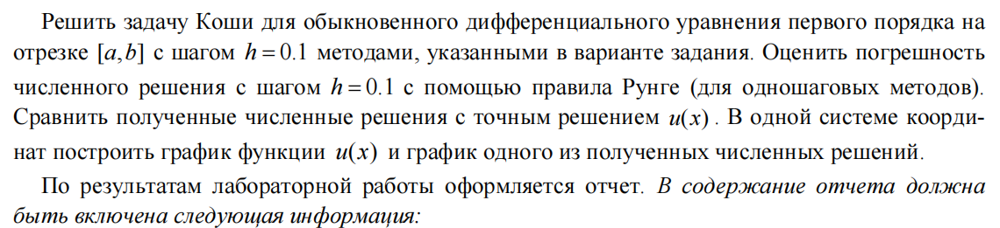 Решить задачу Коши для обыкновенного дифференциального уравнения первого порядка на
отрезке [a,b] с шагом h = 0.1 методами, указанными в варианте задания. Оценить погрешность
численного решения с шагом h = 0.1 с помощью правила Рунге (для одношаговых методов).
Сравнить полученные численные решения с точным решением u(x) . В одной системе коорди-
нат построить график функции u(x) и график одного из полученных численных решений.
По результатам лабораторной работы оформляется отчет. В содержание отчета должна
быть включена следующая информация: